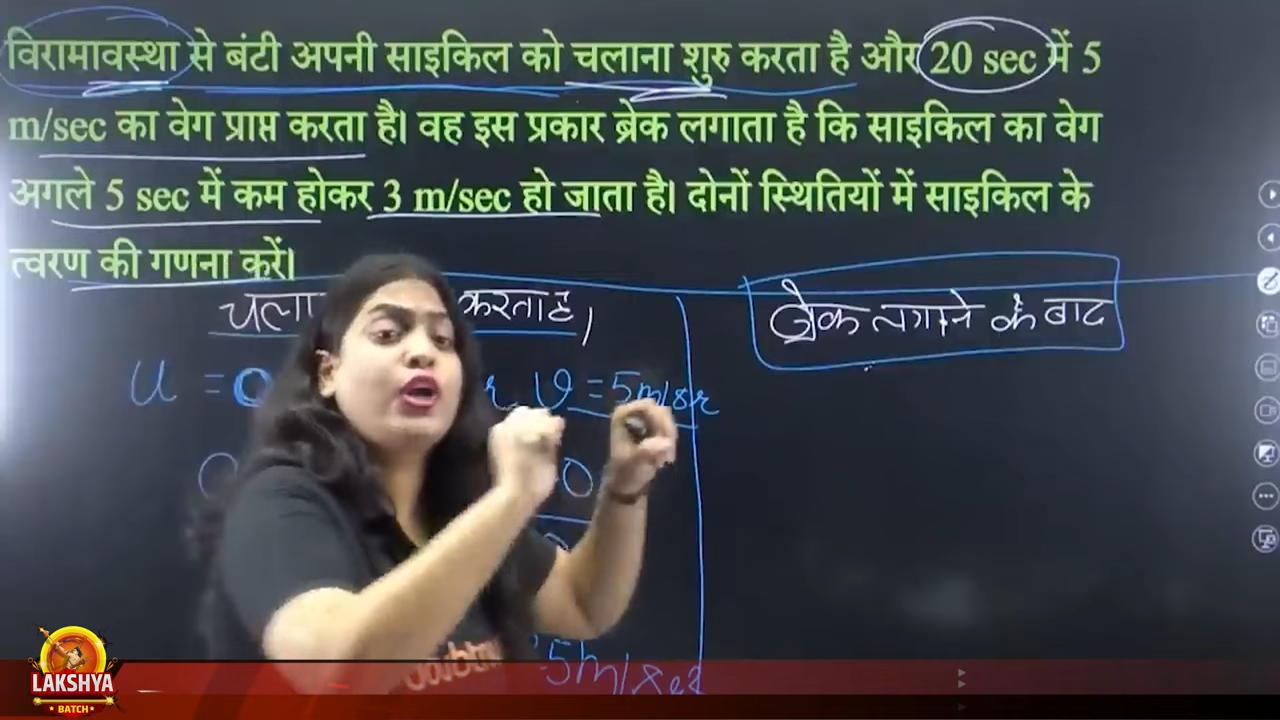 विरामावस्था से बंटी अपनी साइकिल को चलाना शुरु करता है और 20 sec में 5
m/sec का वेग प्राप्त करता है। वह इस प्रकार ब्रेक लगाता है कि साइकिल का वेग
अगले 5 sec में कम होकर 3 m/sec हो जाता है। दोनों स्थितियों में साइकिल के
त्वरण की गणना करें।
करता है।
ब्रेक लगाने के बाद
u = 0
v = 5m/sec
LAKSHYA
BATCH